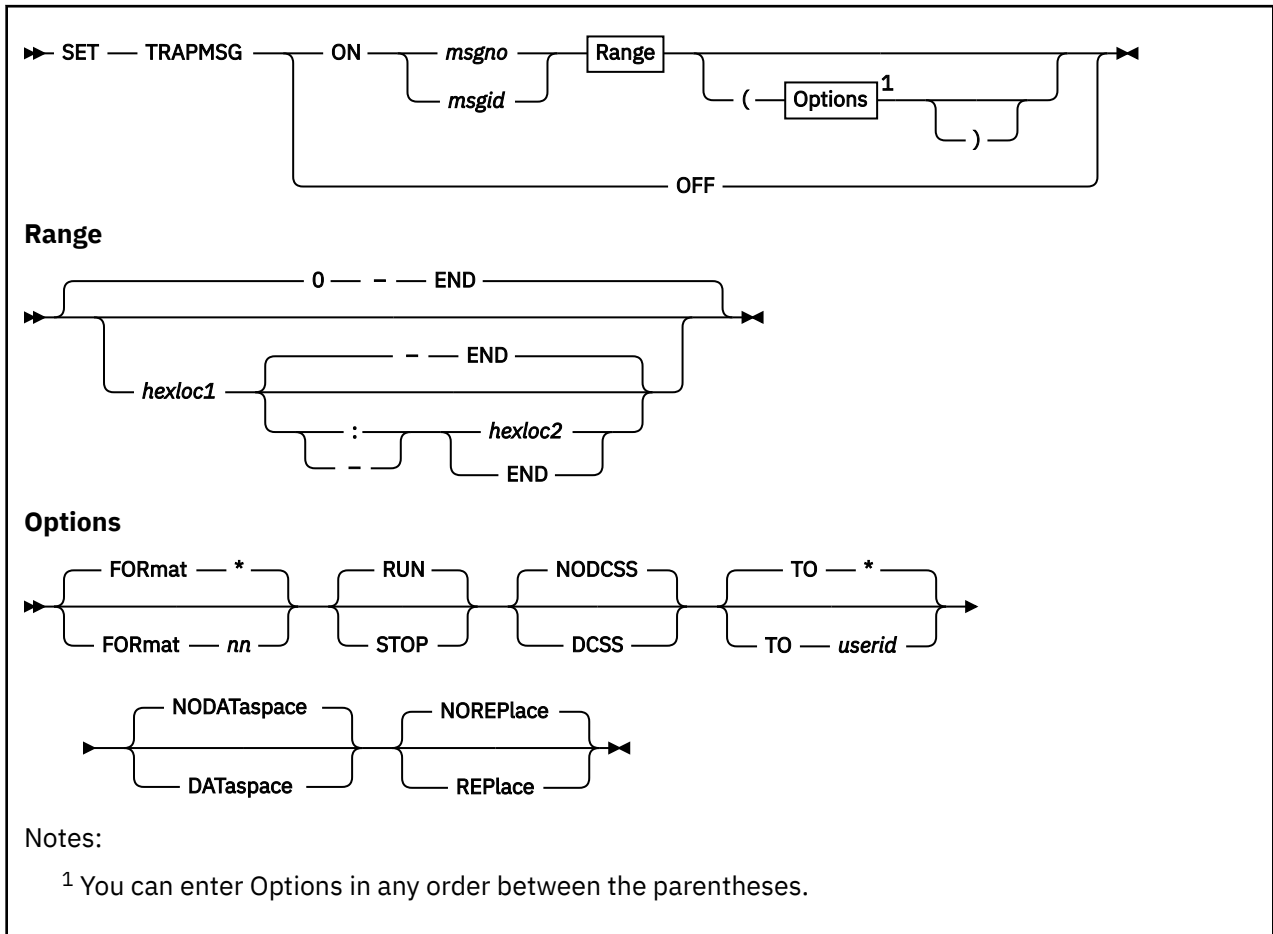 SET TRAPMSG ON msgno Range
msgid ( Options 1
)
OFF
Range
0 – END
– END
hexloc1
: hexloc2
– END
Options
FORmat * RUN NODCSS TO *
FORmat nn STOP DCSS TO userid
NODATaspace NOREPlace
DATaspace REPlace
Notes:
1 You can enter Options in any order between the parentheses.